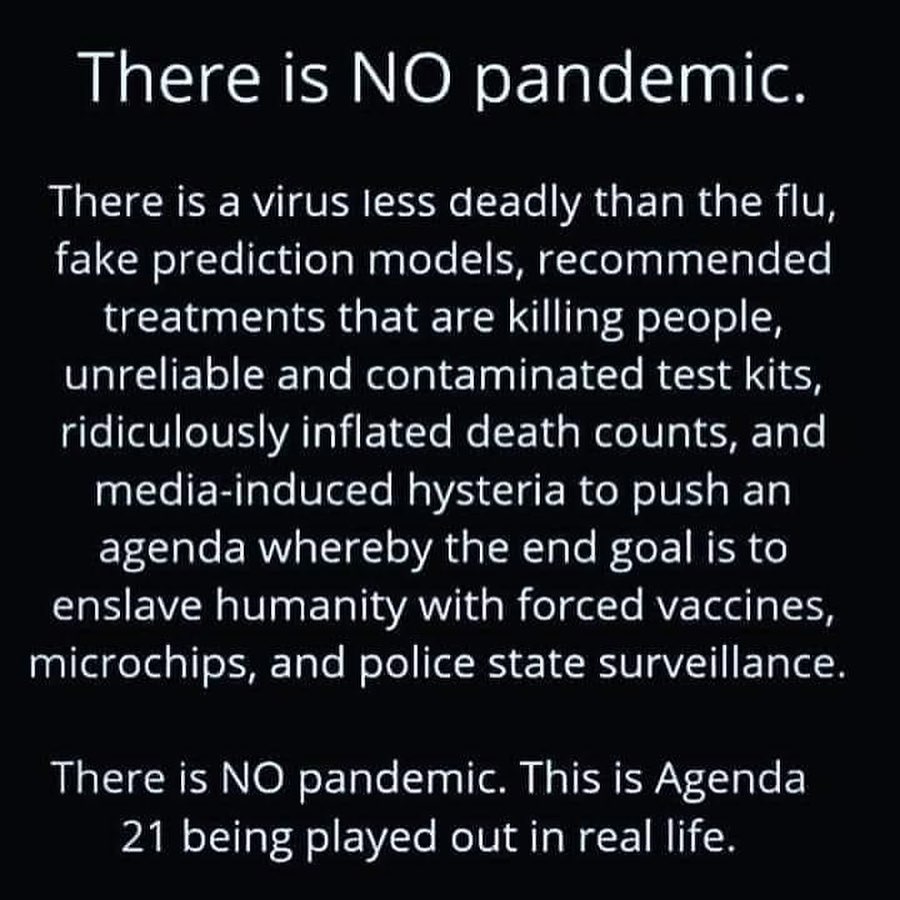 There is NO pandemic.
There is a virus less deadly than the flu,
fake prediction models, recommended
treatments that are killing people,
unreliable and contaminated test kits,
ridiculously inflated death counts, and
media-induced hysteria to push an
agenda whereby the end goal is to
enslave humanity with forced vaccines,
microchips, and police state surveillance.
There is NO pandemic. This is Agenda
21 being played out in real life.